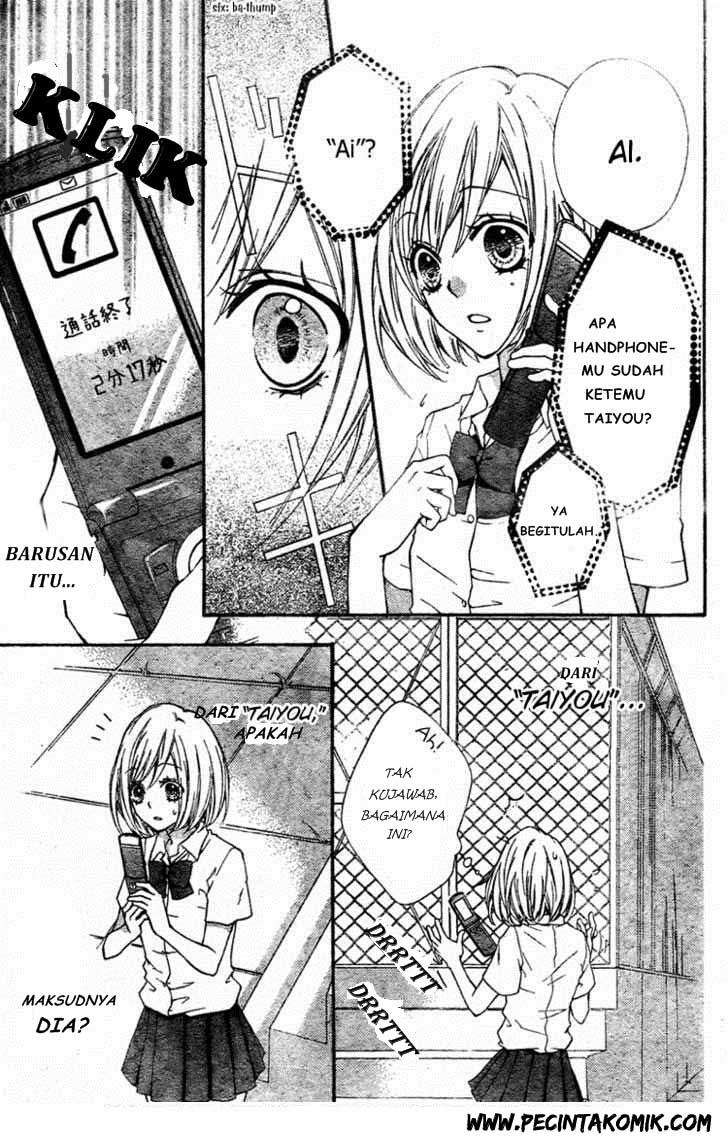 sfx: ba-thump
AI.
APA
HANDPHONE-
MU SUDAH
KETEMU
TAIYOU?
YA
BEGITULAH..
"Ai"?
KLIK
通話終了
時間
2分17秒
BARUSAN
ITU...
DARI
"TAIYOU"...
Ah!
TAK
KUJAWAB,
BAGAIMANA
INI?
DRRTTT
DRRTTT
DARI "TAIYOU,"
APAKAH
MAKSUDNYA
DIA?
WWW.PECINTAKOMIK.COM